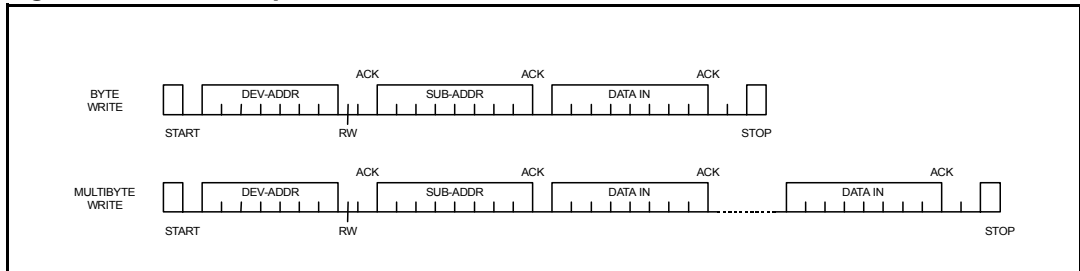 ACK ACK ACK
BYTE WRITE DEV-ADDR SUB-ADDR DATA IN
START RW STOP
ACK ACK ACK ACK
MULTIBYTE WRITE DEV-ADDR SUB-ADDR DATA IN DATA IN
START RW STOP